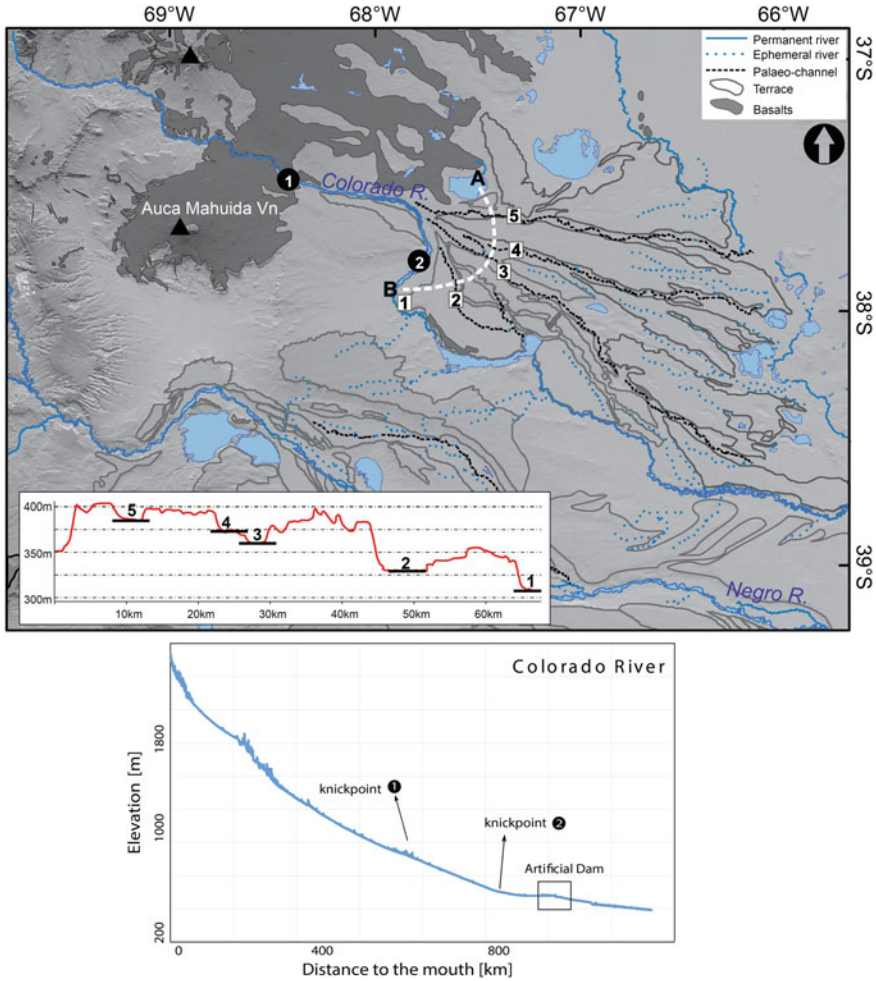 69°W 68°W 67°W 66°W
37°S
Permanent river
Ephemeral river
Palaeo-channel
Terrace
Basalts
1
Colorado R.
A
Auca Mahuida Vn.
5
4
2
3
B
1
2
38°S
400m
5
4
3
350m
2
1
300m
10km 20km 30km 40km 50km 60km
39°S
Negro R.
Colorado River
Elevation [m]
1800
1000
200
knickpoint 1
knickpoint 2
Artificial Dam
0 400 800
Distance to the mouth [km]